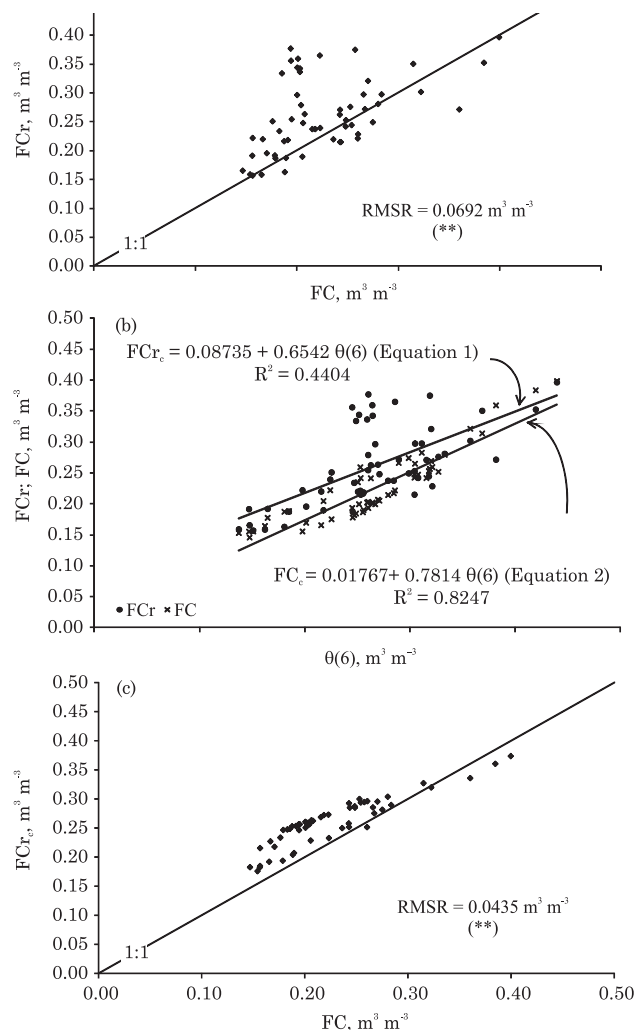 0.40
0.35
0.30
0.25
0.20
0.15
0.10
0.05
0.00
FCr, m³ m⁻³
RMSR = 0.0692 m³ m⁻³
(**)
1:1
FC, m³ m⁻³
(b)
0.50
0.45
0.40
0.35
0.30
0.25
0.20
0.15
0.10
0.05
0.00
FCr; FC, m³ m⁻³
FCr꜀ = 0.08735 + 0.6542 θ(6) (Equation 1)
R² = 0.4404
FC꜀ = 0.01767+ 0.7814 θ(6) (Equation 2)
R² = 0.8247
FCr FC
θ(6), m³ m⁻³
(c)
0.50
0.45
0.40
0.35
0.30
0.25
0.20
0.15
0.10
0.05
0.00
FCr꜀, m³ m⁻³
RMSR = 0.0435 m³ m⁻³
(**)
1:1
0.00 0.10 0.20 0.30 0.40 0.50
FC, m³ m⁻³